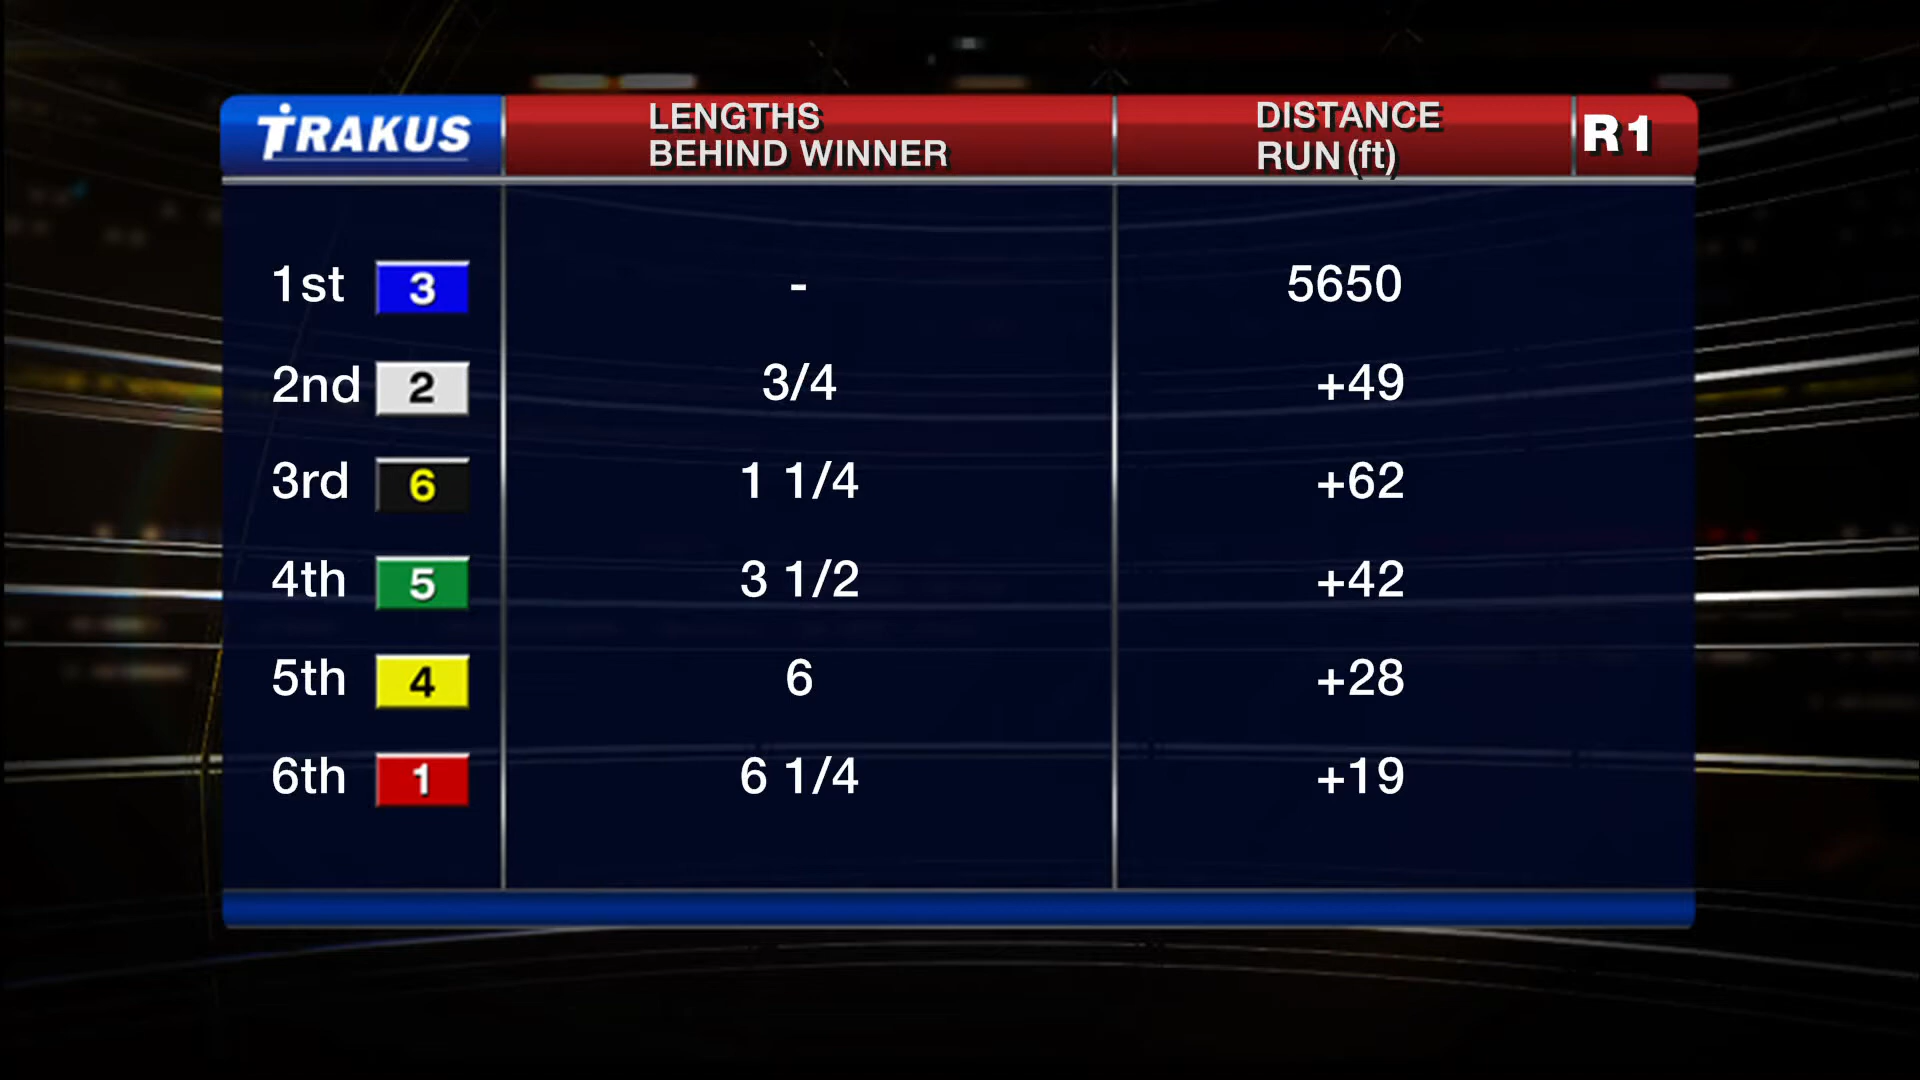 TRAKUS
LENGTHS
BEHIND WINNER
DISTANCE
RUN (ft)
R1
1st 3 - 5650
2nd 2 3/4 +49
3rd 6 1 1/4 +62
4th 5 3 1/2 +42
5th 4 6 +28
6th 1 6 1/4 +19